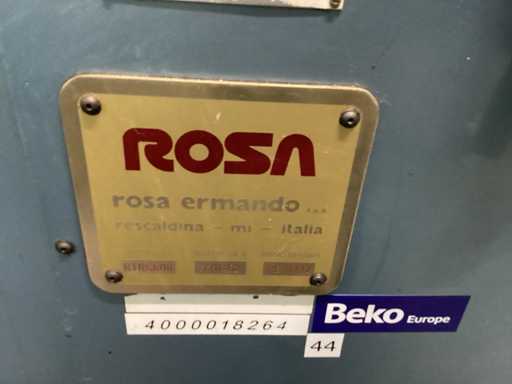 ROSA
rosa ermando s.p.a.
rescaldina - mi - italia
4000018264
Beko Europe
44